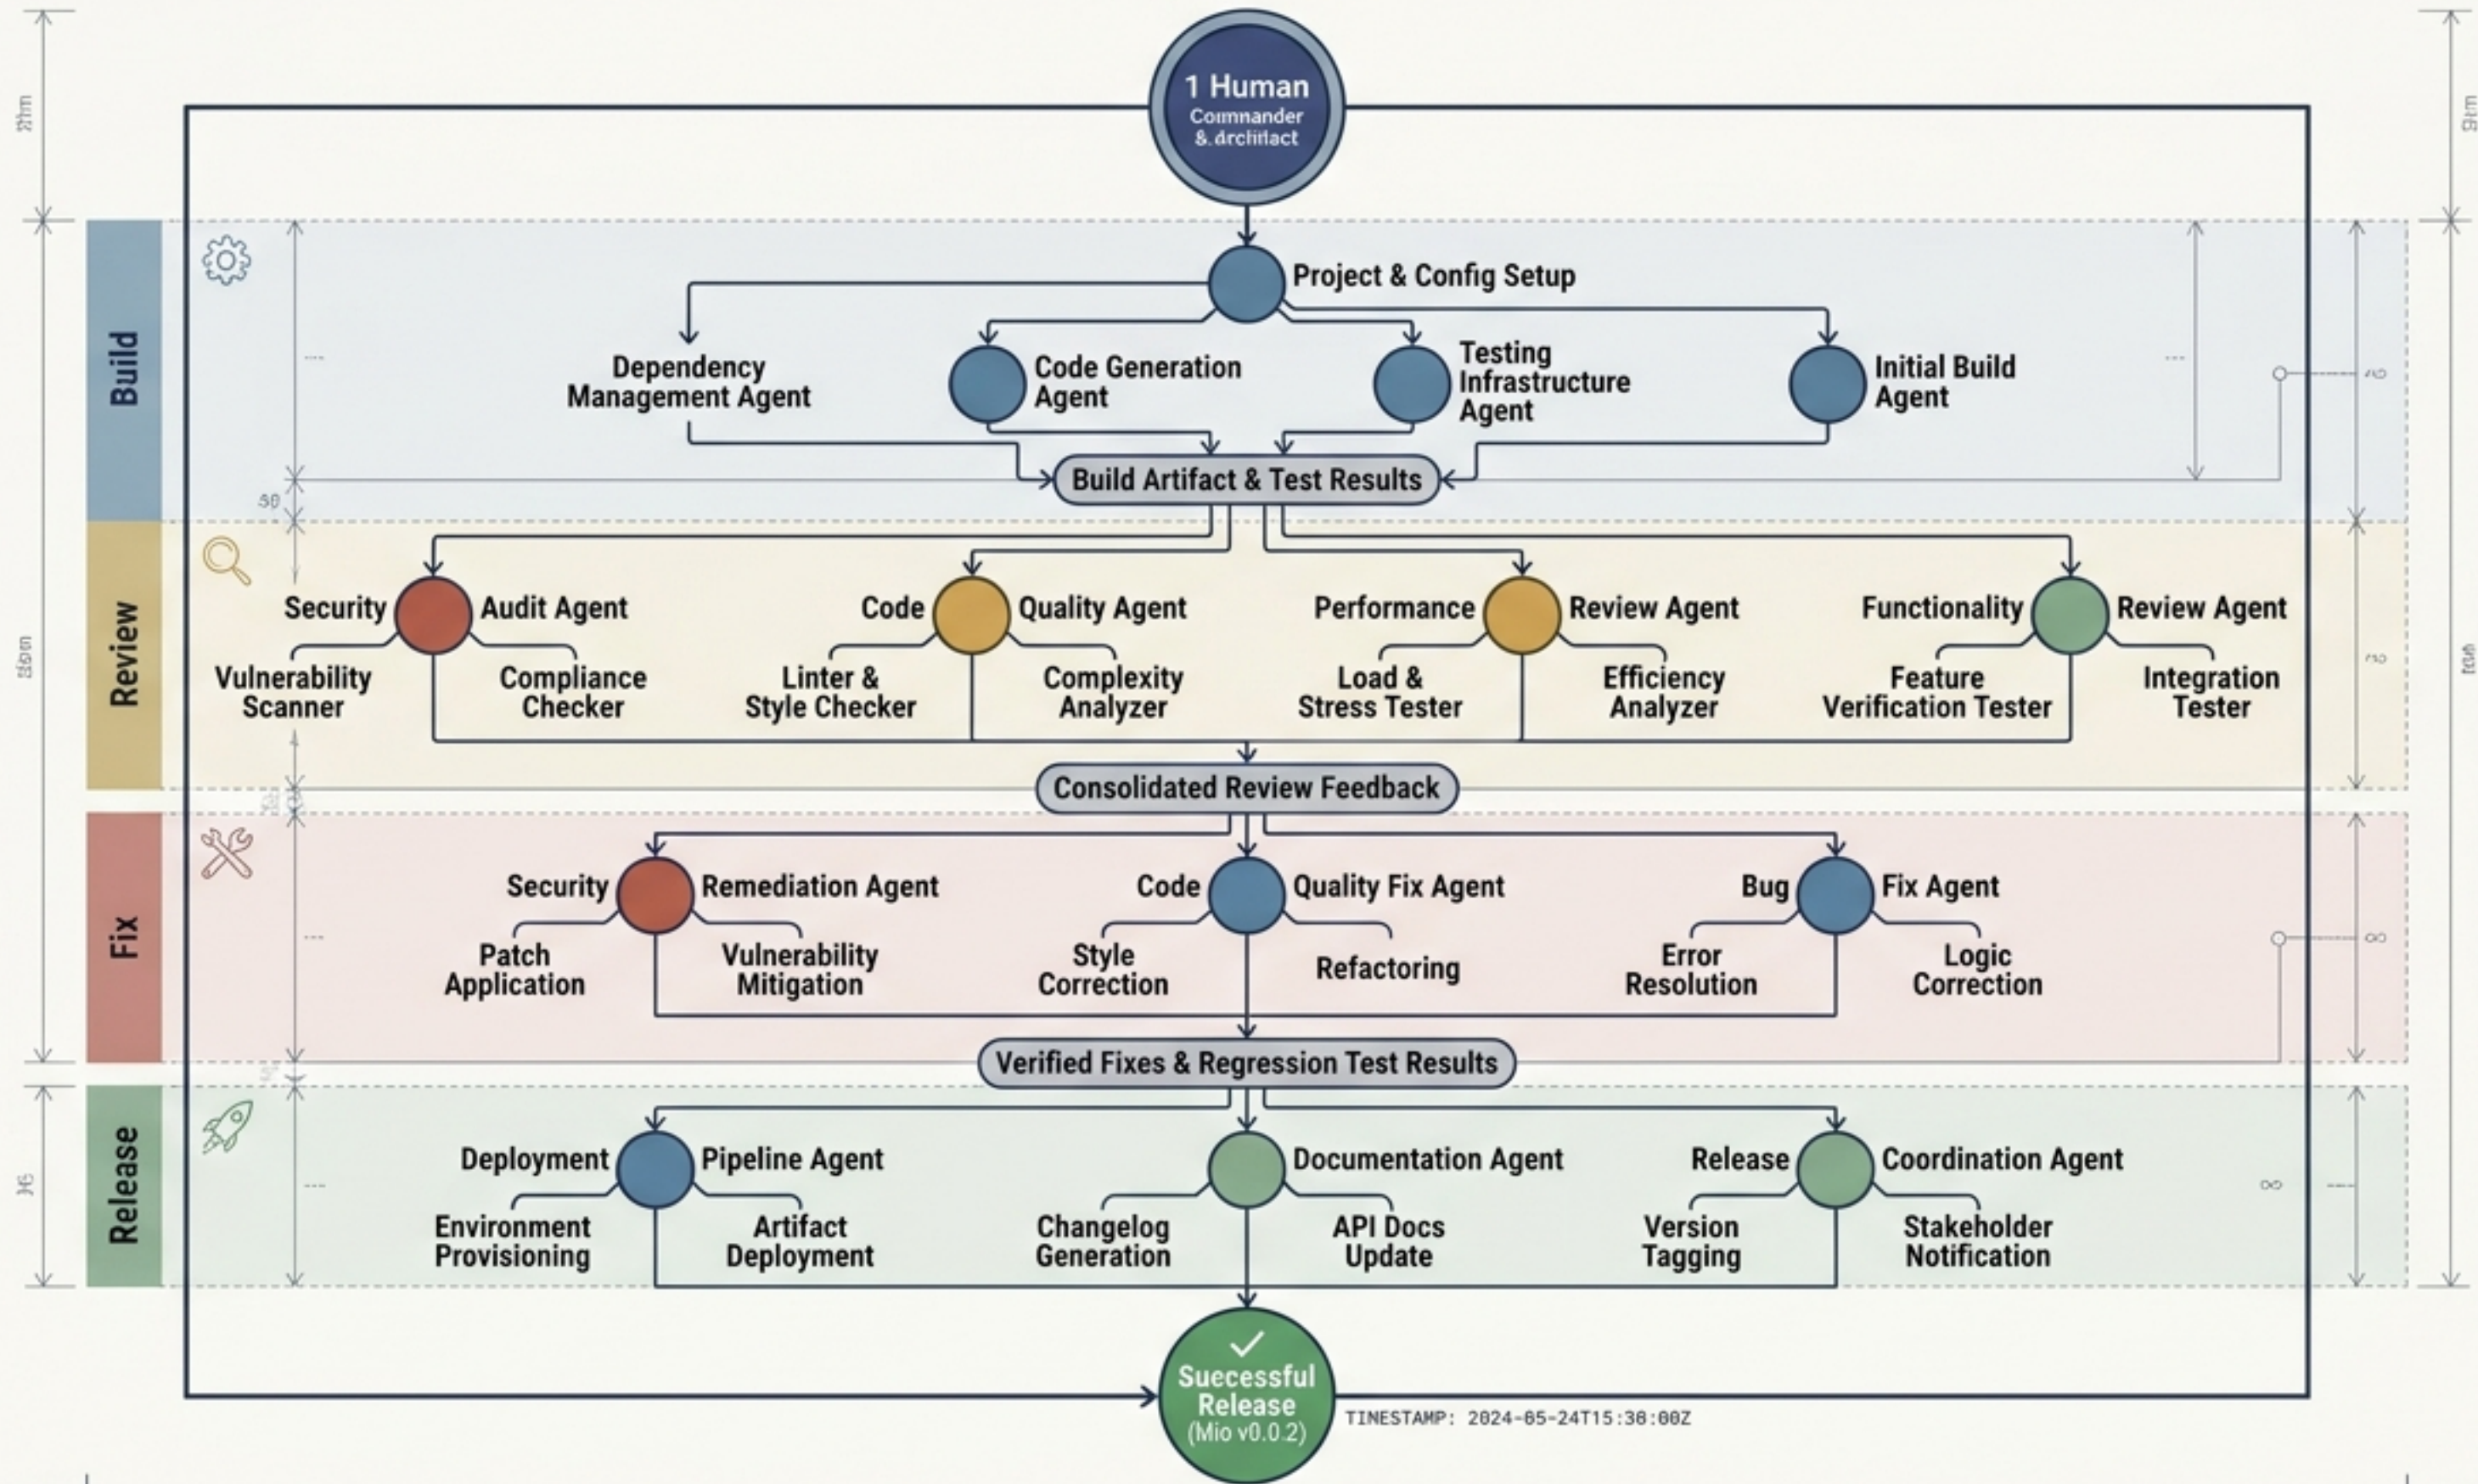 1 Human
Coımnander
Build
Project & Config Setup
Dependency
Management Agent
Code Generation
Agent
Testing
Infrastructure
Agent
Initial Build
Agent
Build Artifact & Test Results
Review
Security Audit Agent
Vulnerability
Scanner
Compliance
Checker
Code Quality Agent
Linter &
Style Checker
Complexity
Analyzer
Performance Review Agent
Load &
Stress Tester
Efficiency
Analyzer
Functionality Review Agent
Feature
Verification Tester
Integration
Tester
Consolidated Review Feedback
Fix
Security Remediation Agent
Patch
Application
Vulnerability
Mitigation
Code Quality Fix Agent
Style
Correction
Refactoring
Bug Fix Agent
Error
Resolution
Logic
Correction
Verified Fixes & Regression Test Results
Release
Deployment Pipeline Agent
Environment
Provisioning
Artifact
Deployment
Documentation Agent
Changelog
Generation
API Docs
Update
Release Coordination Agent
Version
Tagging
Stakeholder
Notification
Suecessful
Release
(Mio v0.0.2)
TINESTAMP: 2024-05-24T15:30:00Z